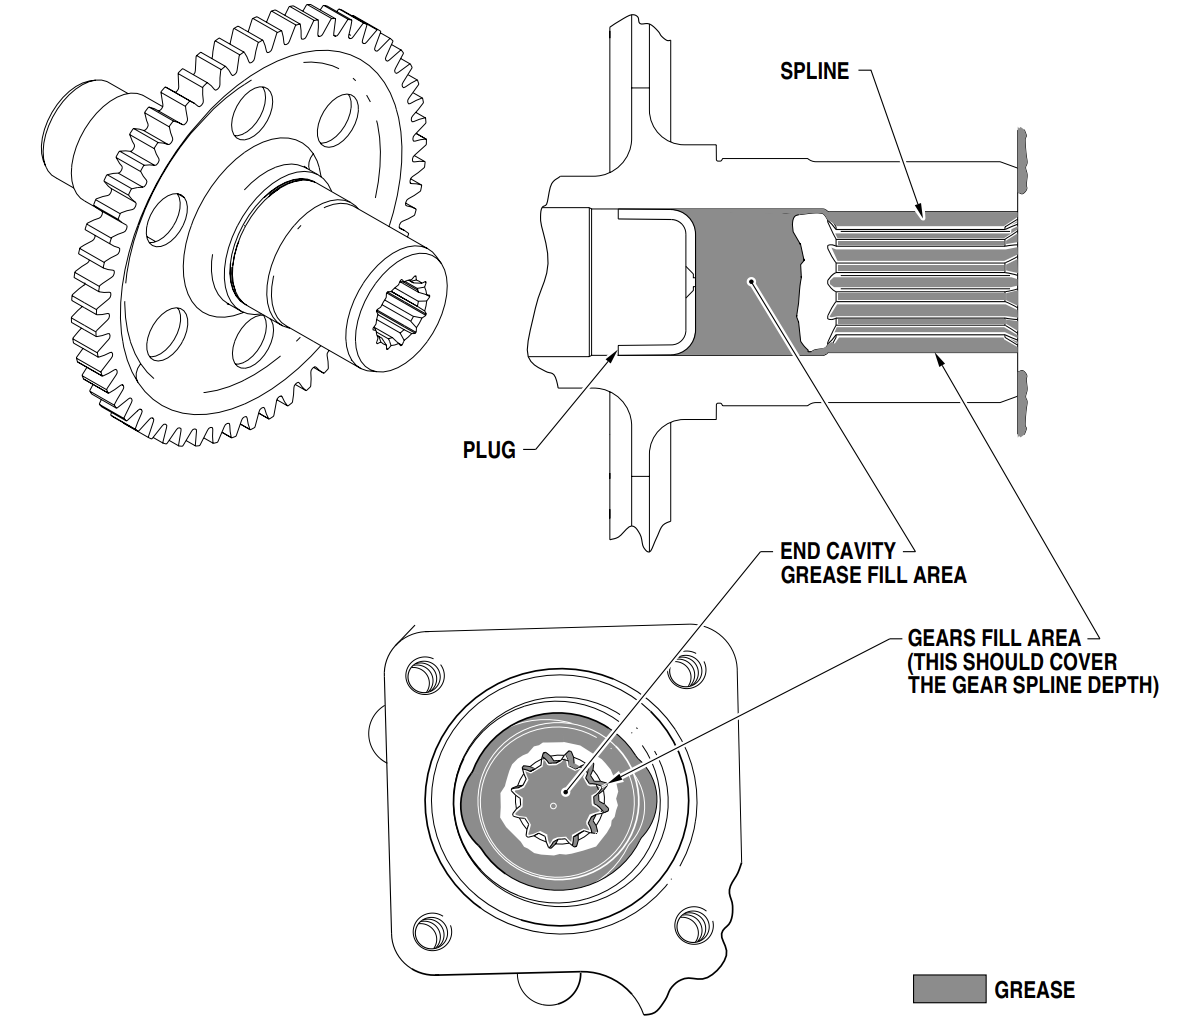 SPLINE
PLUG
END CAVITY
GREASE FILL AREA
GEARS FILL AREA
(THIS SHOULD COVER
THE GEAR SPLINE DEPTH)
GREASE